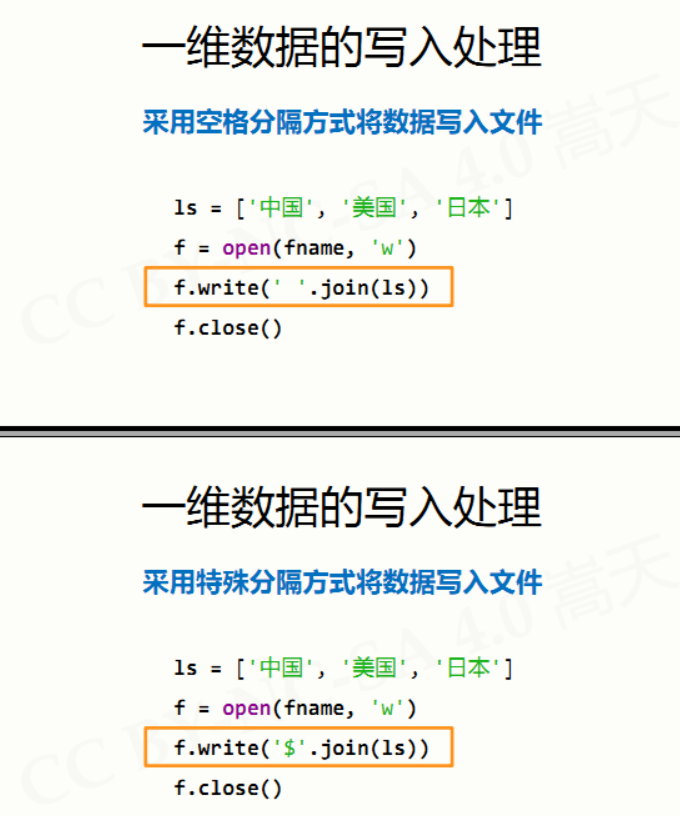 一维数据的写入处理
采用空格分隔方式将数据写入文件
ls = ['中国', '美国', '日本']
f = open(fname, 'w')
f.write(' '.join(ls))
f.close()
一维数据的写入处理
采用特殊分隔方式将数据写入文件
ls = ['中国', '美国', '日本']
f = open(fname, 'w')
f.write('$'.join(ls))
f.close()
CC BY-NC-SA 4.0 嵩天
CC BY-NC-SA 4.0 嵩天